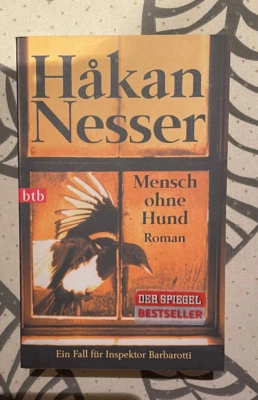 Håkan
Nesser
btb
Mensch
ohne
Hund
Roman
DER SPIEGEL
BESTSELLER
Ein Fall für Inspektor Barbarotti